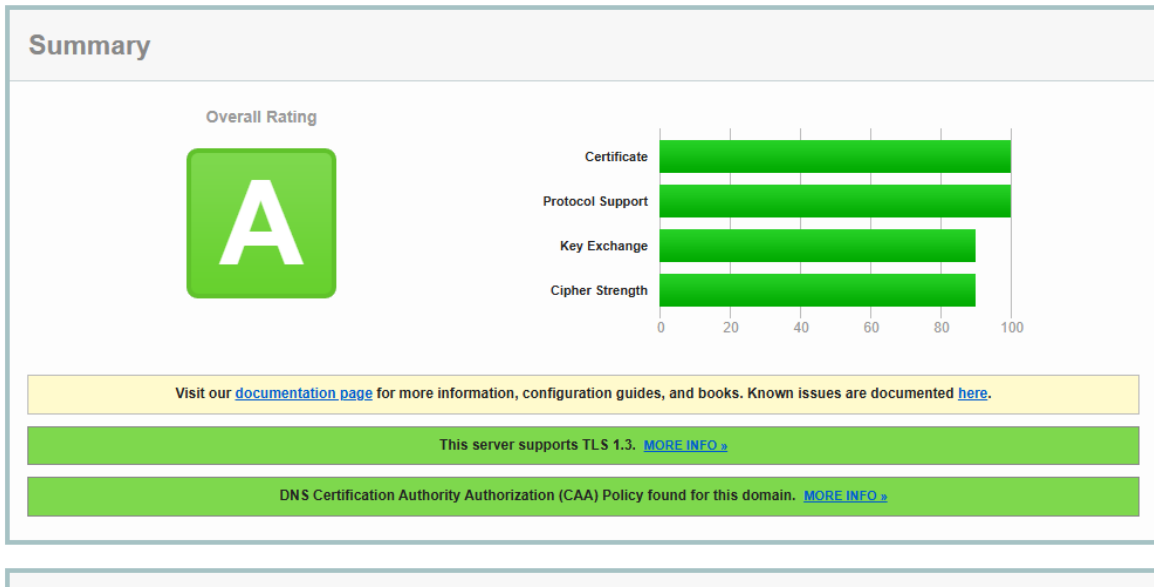 Summary
Overall Rating
A
Certificate
Protocol Support
Key Exchange
Cipher Strength
0 20 40 60 80 100
Visit our documentation page for more information, configuration guides, and books. Known issues are documented here.
This server supports TLS 1.3. MORE INFO »
DNS Certification Authority Authorization (CAA) Policy found for this domain. MORE INFO »